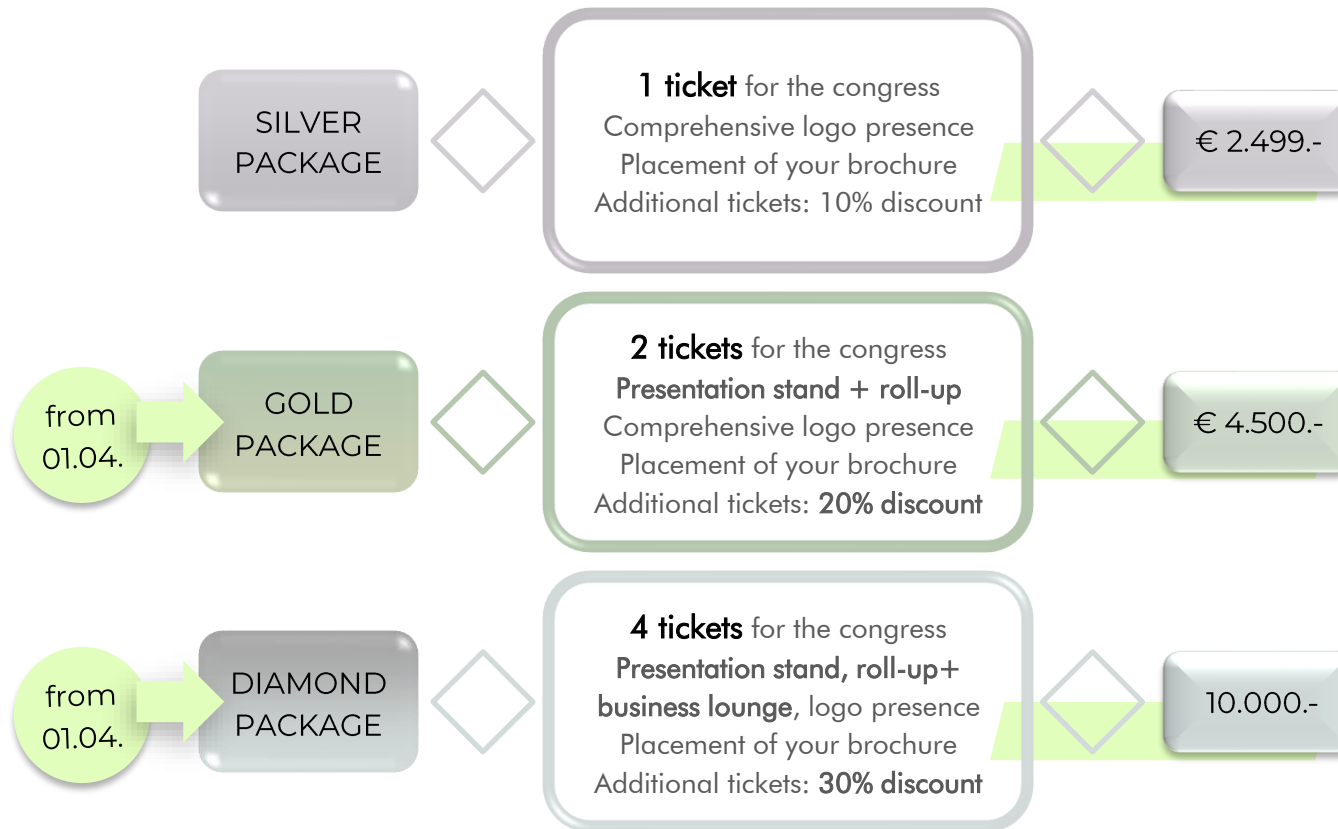 SILVER
PACKAGE
1 ticket for the congress
Comprehensive logo presence
Placement of your brochure
Additional tickets: 10% discount
€ 2.499.-
from
01.04.
GOLD
PACKAGE
2 tickets for the congress
Presentation stand + roll-up
Comprehensive logo presence
Placement of your brochure
Additional tickets: 20% discount
€ 4.500.-
from
01.04.
DIAMOND
PACKAGE
4 tickets for the congress
Presentation stand, roll-up+
business lounge, logo presence
Placement of your brochure
Additional tickets: 30% discount
10.000.-